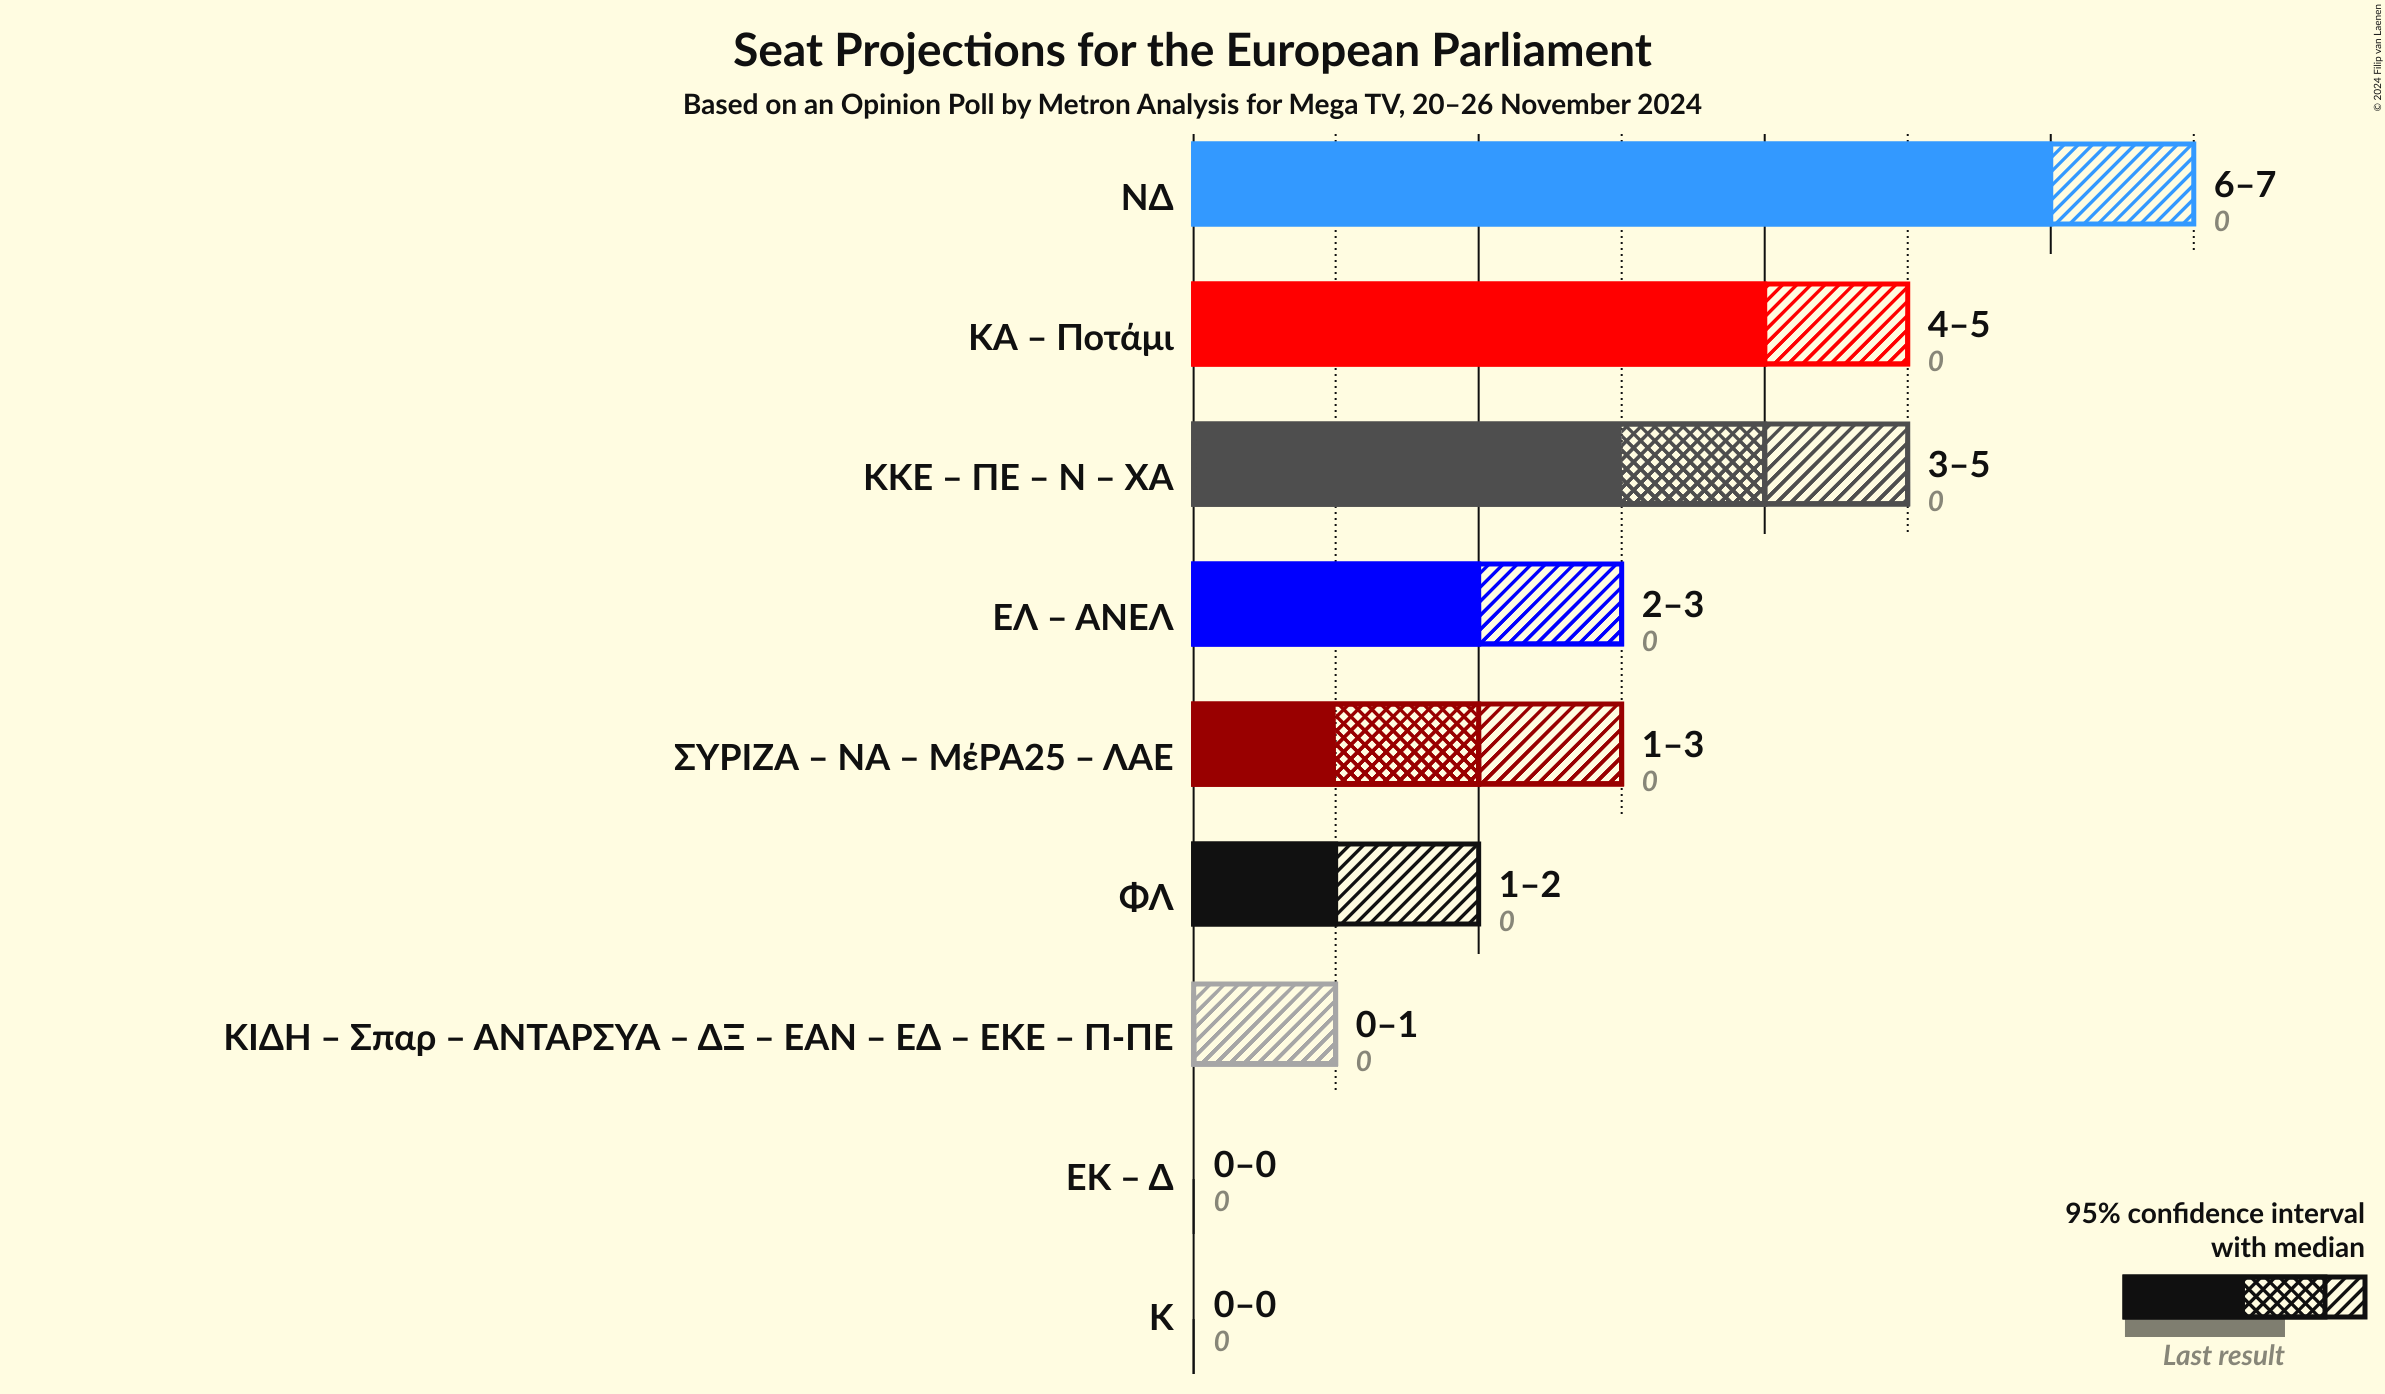 Seat Projections for the European Parliament
Based on an Opinion Poll by Metron Analysis for Mega TV, 20–26 November 2024
© 2024 Filip van Laenen
ΝΔ
6–7
0
ΚΑ – Ποτάμι
4–5
0
ΚΚΕ – ΠΕ – Ν – ΧΑ
3–5
0
ΕΛ – ΑΝΕΛ
2–3
0
ΣΥΡΙΖΑ – ΝΑ – ΜέΡΑ25 – ΛΑΕ
1–3
0
ΦΛ
1–2
0
ΚΙΔΗ – Σπαρ – ΑΝΤΑΡΣΥΑ – ΔΞ – ΕΑΝ – ΕΔ – ΕΚΕ – Π-ΠΕ
0–1
0
ΕΚ – Δ
0–0
0
Κ
0–0
0
95% confidence interval
with median
Last result